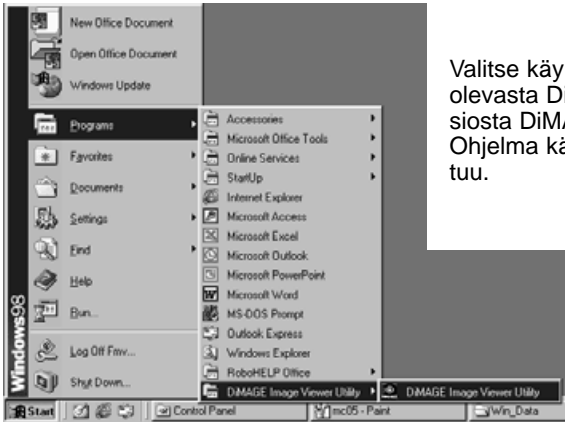 New Office Document
Open Office Document
Windows Update
Programs
Favorites
Documents
Settings
Find
Help
Run...
Log Off Fmv...
Shut Down...
Windows98
Accessories
Microsoft Office Tools
Online Services
StartUp
Internet Explorer
Microsoft Access
Microsoft Excel
Microsoft Outlook
Microsoft PowerPoint
Microsoft Word
MS-DOS Prompt
Outlook Express
Windows Explorer
RoboHELP Office
DiMAGE Image Viewer Utility
DiMAGE Image Viewer Utility
Start
Control Panel
mc05 - Paint
Win_Data
Valitse käy
olevasta Di
siosta DiMA
Ohjelma kä
tuu.